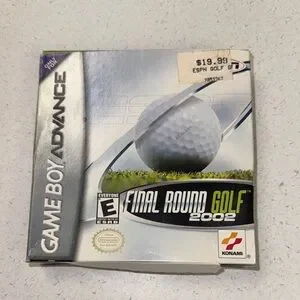 GAME BOY ADVANCE
$19.99
ESPN GOLF
FINAL ROUND GOLF
2002
EVERYONE
E
ESRB
KONAMI